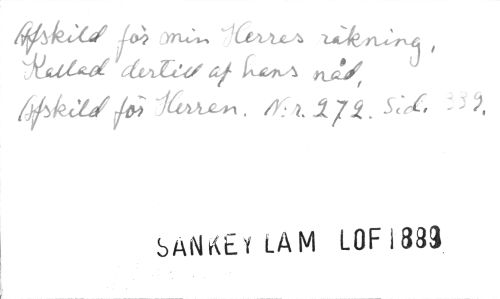 Afskild för min Herres räkning,
Kallad dertill af hans nåd,
Afskild för Herren. N:r. 272. Sid. 339.
SANKEY LAM LOF 1889